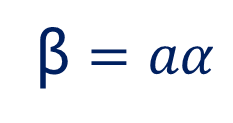 β = aα